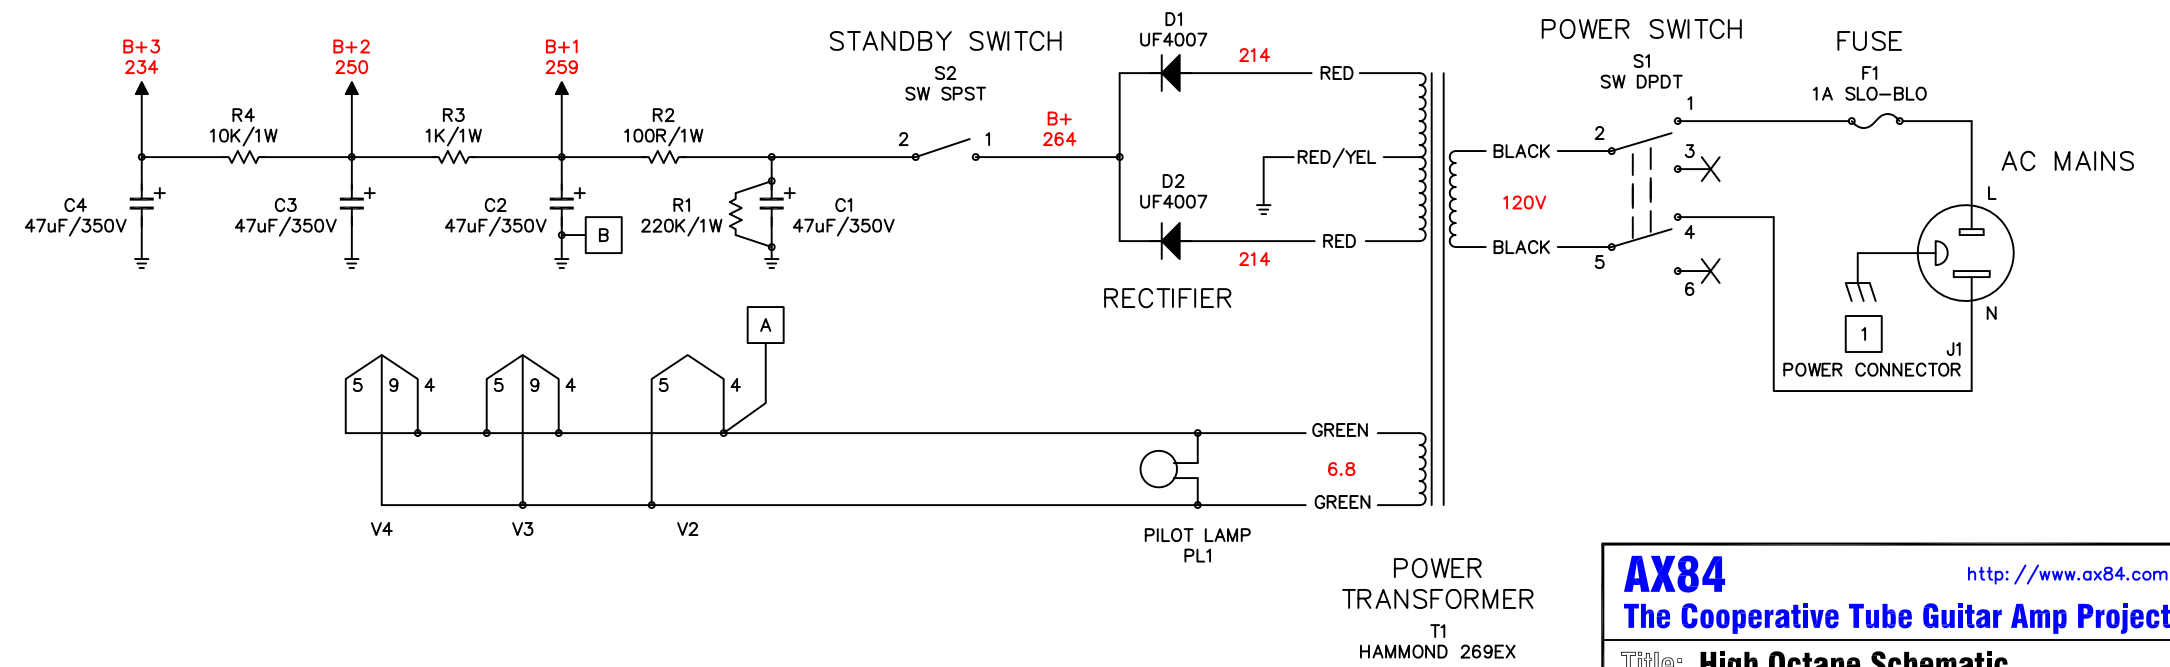 B+3
234
B+2
250
B+1
259
STANDBY SWITCH
S2
SW SPST
D1
UF4007
214
RED
POWER SWITCH
S1
SW DPDT
FUSE
F1
1A SLO-BLO
R4
10K/1W
R3
1K/1W
R2
100R/1W
2
1
B+
264
RED/YEL
BLACK
120V
BLACK
1
2
3
4
5
6
AC MAINS
L
N
C4
47uF/350V
+
C3
47uF/350V
+
C2
47uF/350V
+
B
R1
220K/1W
+
C1
47uF/350V
D2
UF4007
RED
214
RECTIFIER
1
J1
POWER CONNECTOR
A
5 9 4
5 9 4
5 4
GREEN
6.8
GREEN
V4
V3
V2
PILOT LAMP
PL1
POWER
TRANSFORMER
T1
HAMMOND 269EX
AX84
http://www.ax84.com
The Cooperative Tube Guitar Amp Project
Title: High Octane Schematic